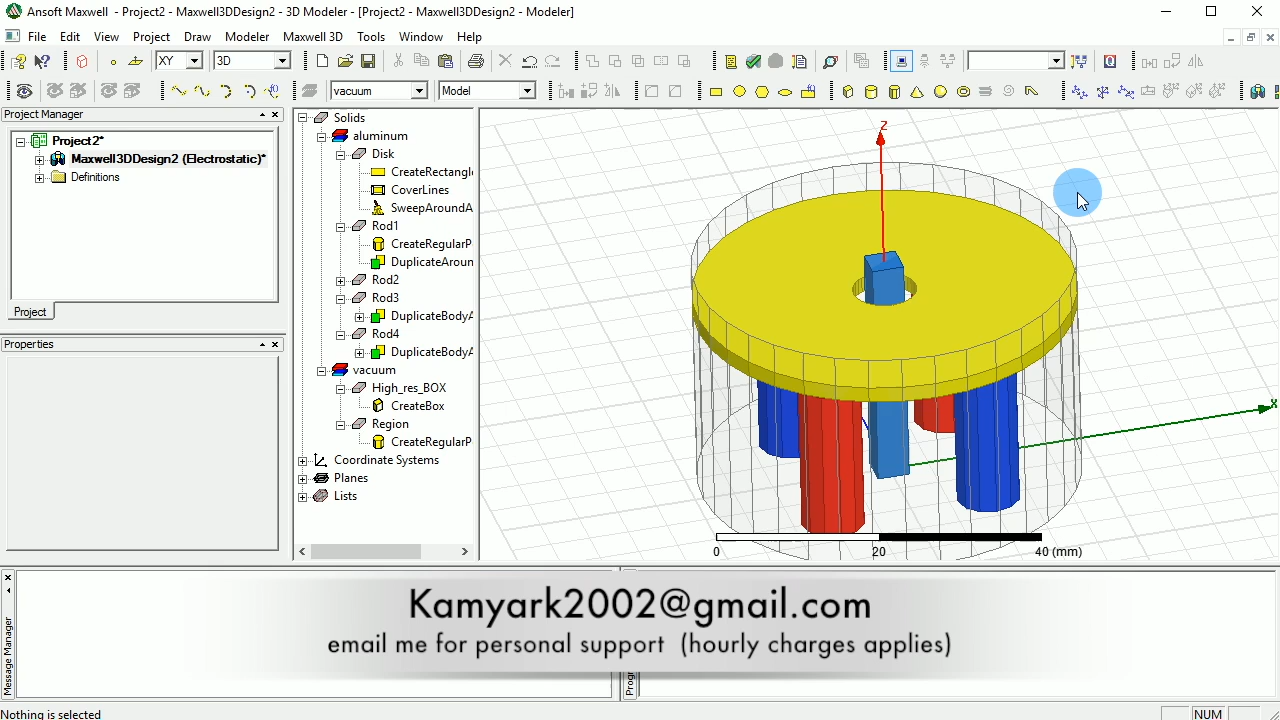 Ansoft Maxwell - Project2 - Maxwell3DDesign2 - 3D Modeler - [Project2 - Maxwell3DDesign2 - Modeler]
File Edit View Project Draw Modeler Maxwell 3D Tools Window Help
XY 3D
vacuum Model
Project Manager
Project2*
Maxwell3DDesign2 (Electrostatic)*
Definitions
Project
Properties
Solids
aluminum
Disk
CreateRectangl
CoverLines
SweepAroundA
Rod1
CreateRegularP
DuplicateAroun
Rod2
Rod3
DuplicateBodyA
Rod4
DuplicateBodyA
vacuum
High_res_BOX
CreateBox
Region
CreateRegularP
Coordinate Systems
Planes
Lists
Z
X
0 20 40 (mm)
Message Manager
Prog
Kamyark2002@gmail.com
email me for personal support (hourly charges applies)
Nothing is selected
NUM